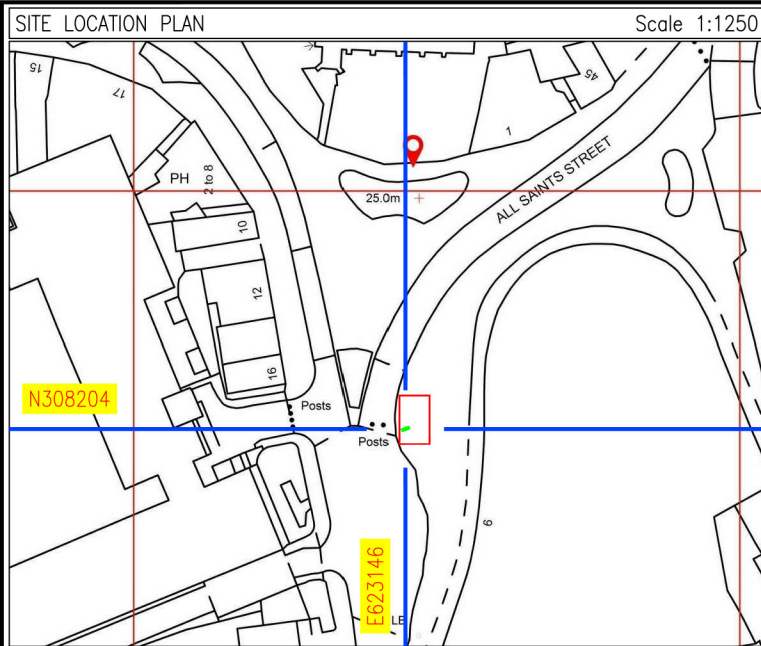 SITE LOCATION PLAN
Scale 1:1250
15
17
45
1
PH
2 to 8
ALL SAINTS STREET
25.0m
10
12
16
N308204
Posts
Posts
6
E623146
LB